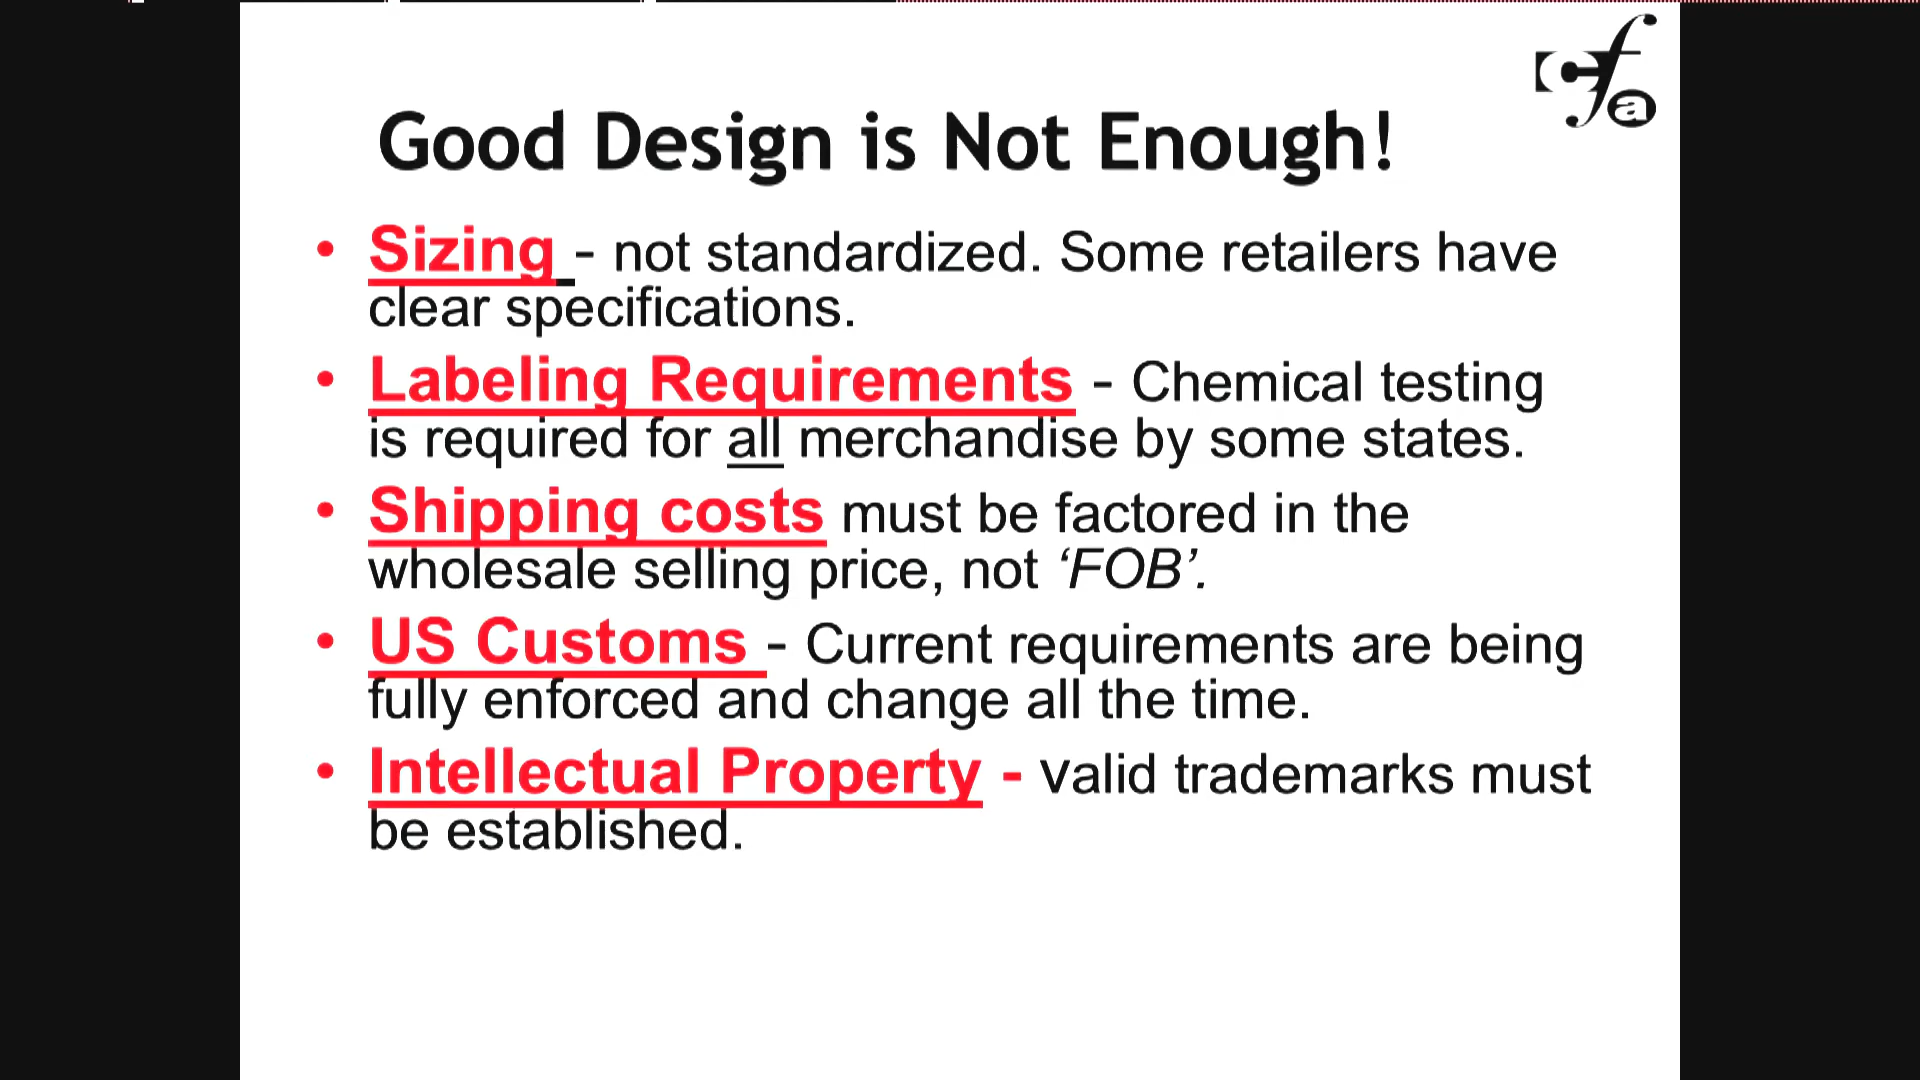 cfa
Good Design is Not Enough!
• Sizing - not standardized. Some retailers have
clear specifications.
• Labeling Requirements - Chemical testing
is required for all merchandise by some states.
• Shipping costs must be factored in the
wholesale selling price, not ‘FOB’.
• US Customs - Current requirements are being
fully enforced and change all the time.
• Intellectual Property - valid trademarks must
be established.